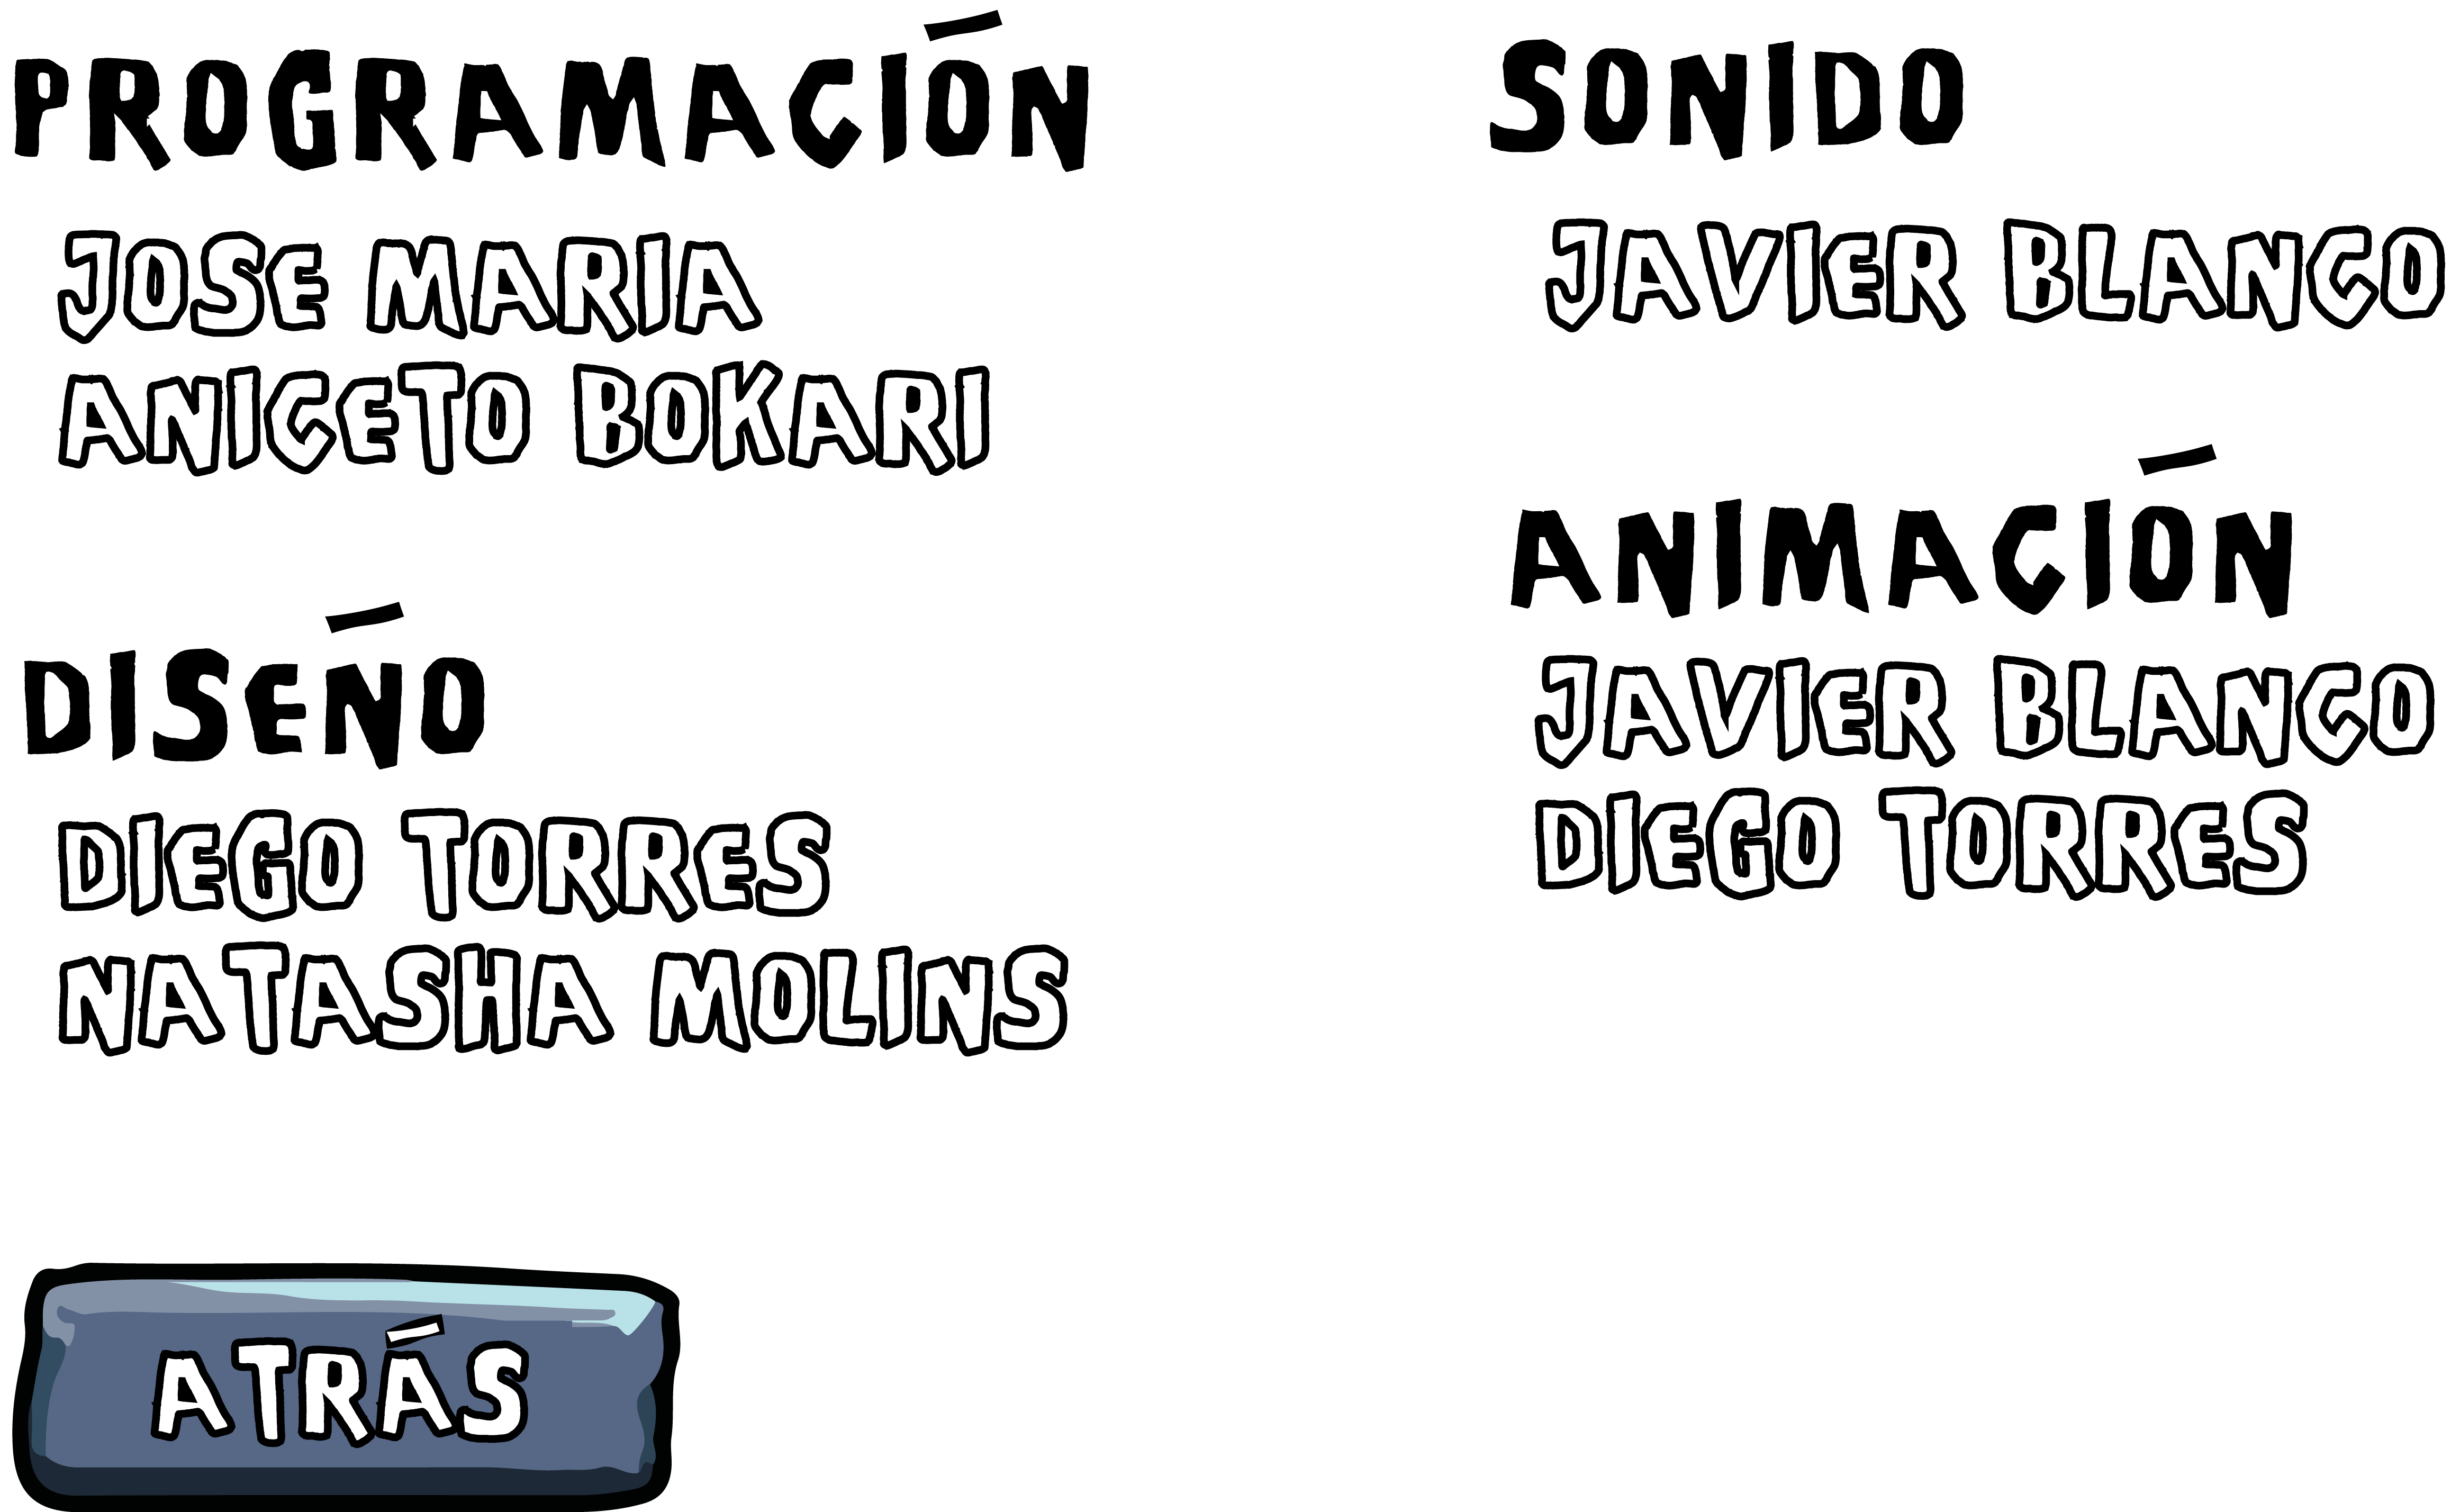 PROGRAMACIÓN
JOSE MARIA
ANICETO BOKARI
DISEÑO
DIEGO TORRES
NATASHA MOLINS
SONIDO
JAVIER BLANCO
ANIMACIÓN
JAVIER BLANCO
DIEGO TORRES
ATRÁS